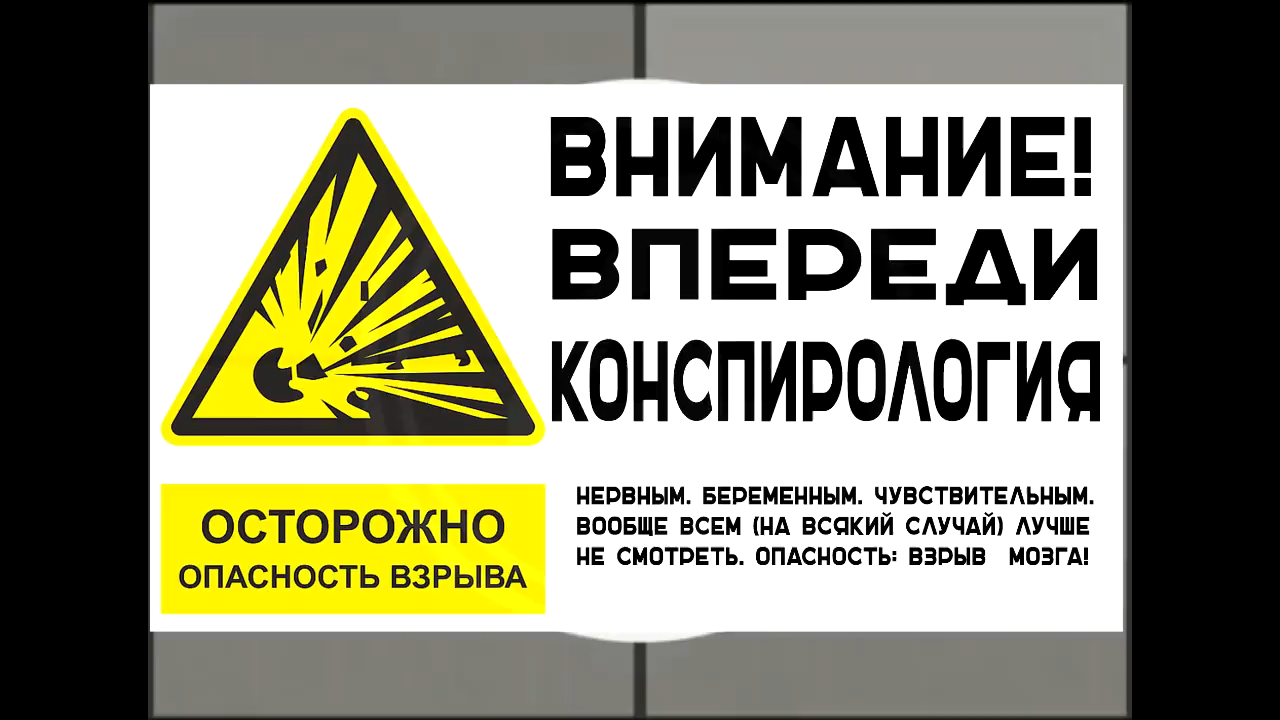 ВНИМАНИЕ!
ВПЕРЕДИ
КОНСПИРОЛОГИЯ
ОСТОРОЖНО
ОПАСНОСТЬ ВЗРЫВА
НЕРВНЫМ. БЕРЕМЕННЫМ. ЧУВСТВИТЕЛЬНЫМ.
ВООБЩЕ ВСЕМ (НА ВСЯКИЙ СЛУЧАЙ) ЛУЧШЕ
НЕ СМОТРЕТЬ. ОПАСНОСТЬ: ВЗРЫВ МОЗГА!